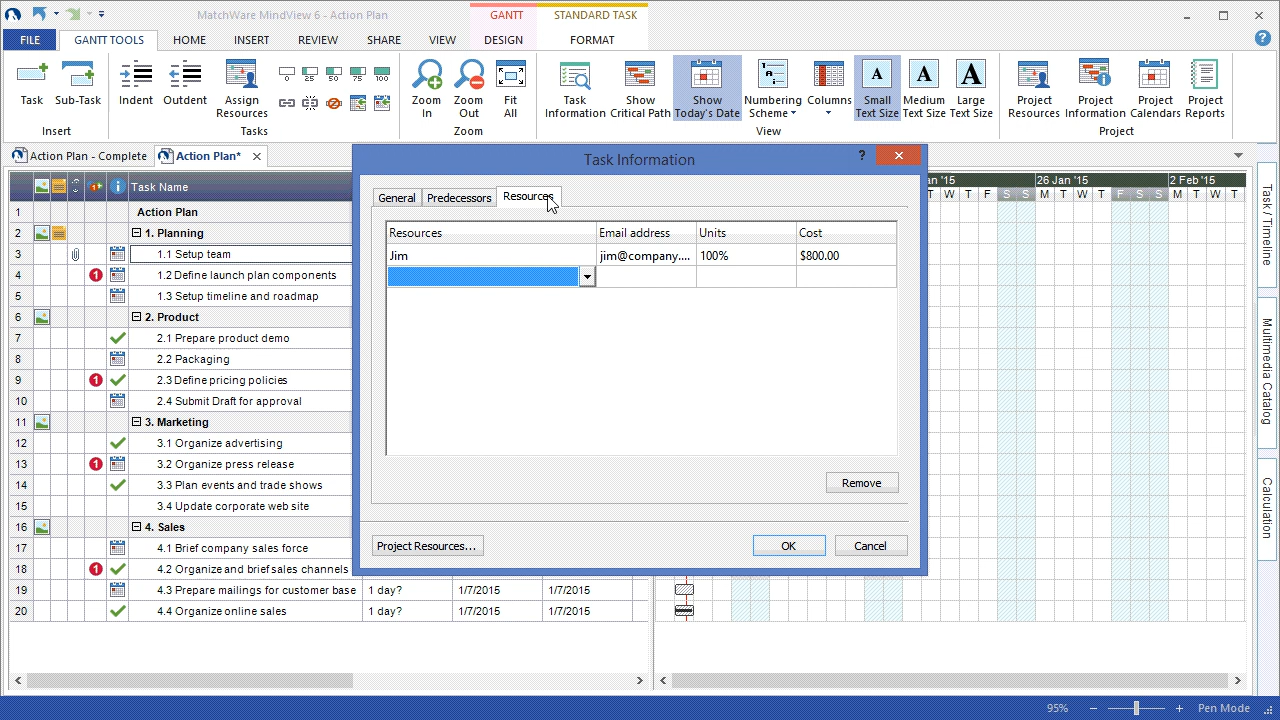 MatchWare MindView 6 - Action Plan
GANTT
STANDARD TASK
FILE
GANTT TOOLS
HOME
INSERT
REVIEW
SHARE
VIEW
DESIGN
FORMAT
Task
Sub-Task
Insert
Indent
Outdent
Assign
Resources
0
25
50
75
100
Tasks
Zoom
In
Zoom
Out
Fit
All
Zoom
Task
Information
Show
Critical Path
Show
Today's Date
Numbering
Scheme
Columns
A
Small
Text Size
A
Medium
Text Size
A
Large
Text Size
View
Project
Resources
Project
Information
Project
Calendars
Project
Reports
Project
Action Plan - Complete
Action Plan*
Task Name
1 Action Plan
2 1. Planning
3 1.1 Setup team
4 1.2 Define launch plan components
5 1.3 Setup timeline and roadmap
6 2. Product
7 2.1 Prepare product demo
8 2.2 Packaging
9 2.3 Define pricing policies
10 2.4 Submit Draft for approval
11 3. Marketing
12 3.1 Organize advertising
13 3.2 Organize press release
14 3.3 Plan events and trade shows
15 3.4 Update corporate web site
16 4. Sales
17 4.1 Brief company sales force
18 4.2 Organize and brief sales channels
19 4.3 Prepare mailings for customer base 1 day? 1/7/2015 1/7/2015
20 4.4 Organize online sales 1 day? 1/7/2015 1/7/2015
Task Information
General
Predecessors
Resources
Resources Email address Units Cost
Jim jim@company.... 100% $800.00
Remove
Project Resources...
OK
Cancel
an '15 26 Jan '15 2 Feb '15
T W T F S S M T W T F S S M T W T
Task / Timeline
Multimedia Catalog
Calculation
95%
Pen Mode